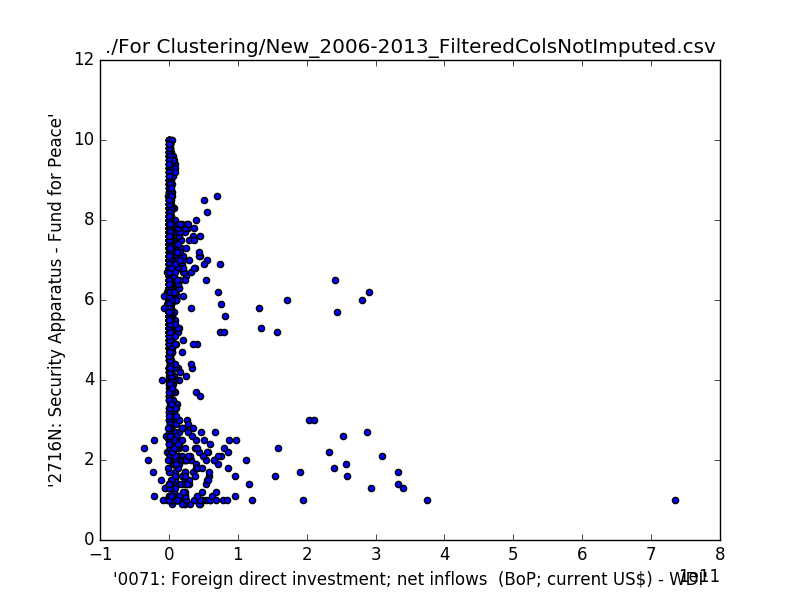 ./For Clustering/New_2006-2013_FilteredColsNotImputed.csv
12
10
8
6
4
2
0
'2716N: Security Apparatus - Fund for Peace'
−1 0 1 2 3 4 5 6 7 8
1e11
'0071: Foreign direct investment; net inflows (BoP; current US$) - WDI'